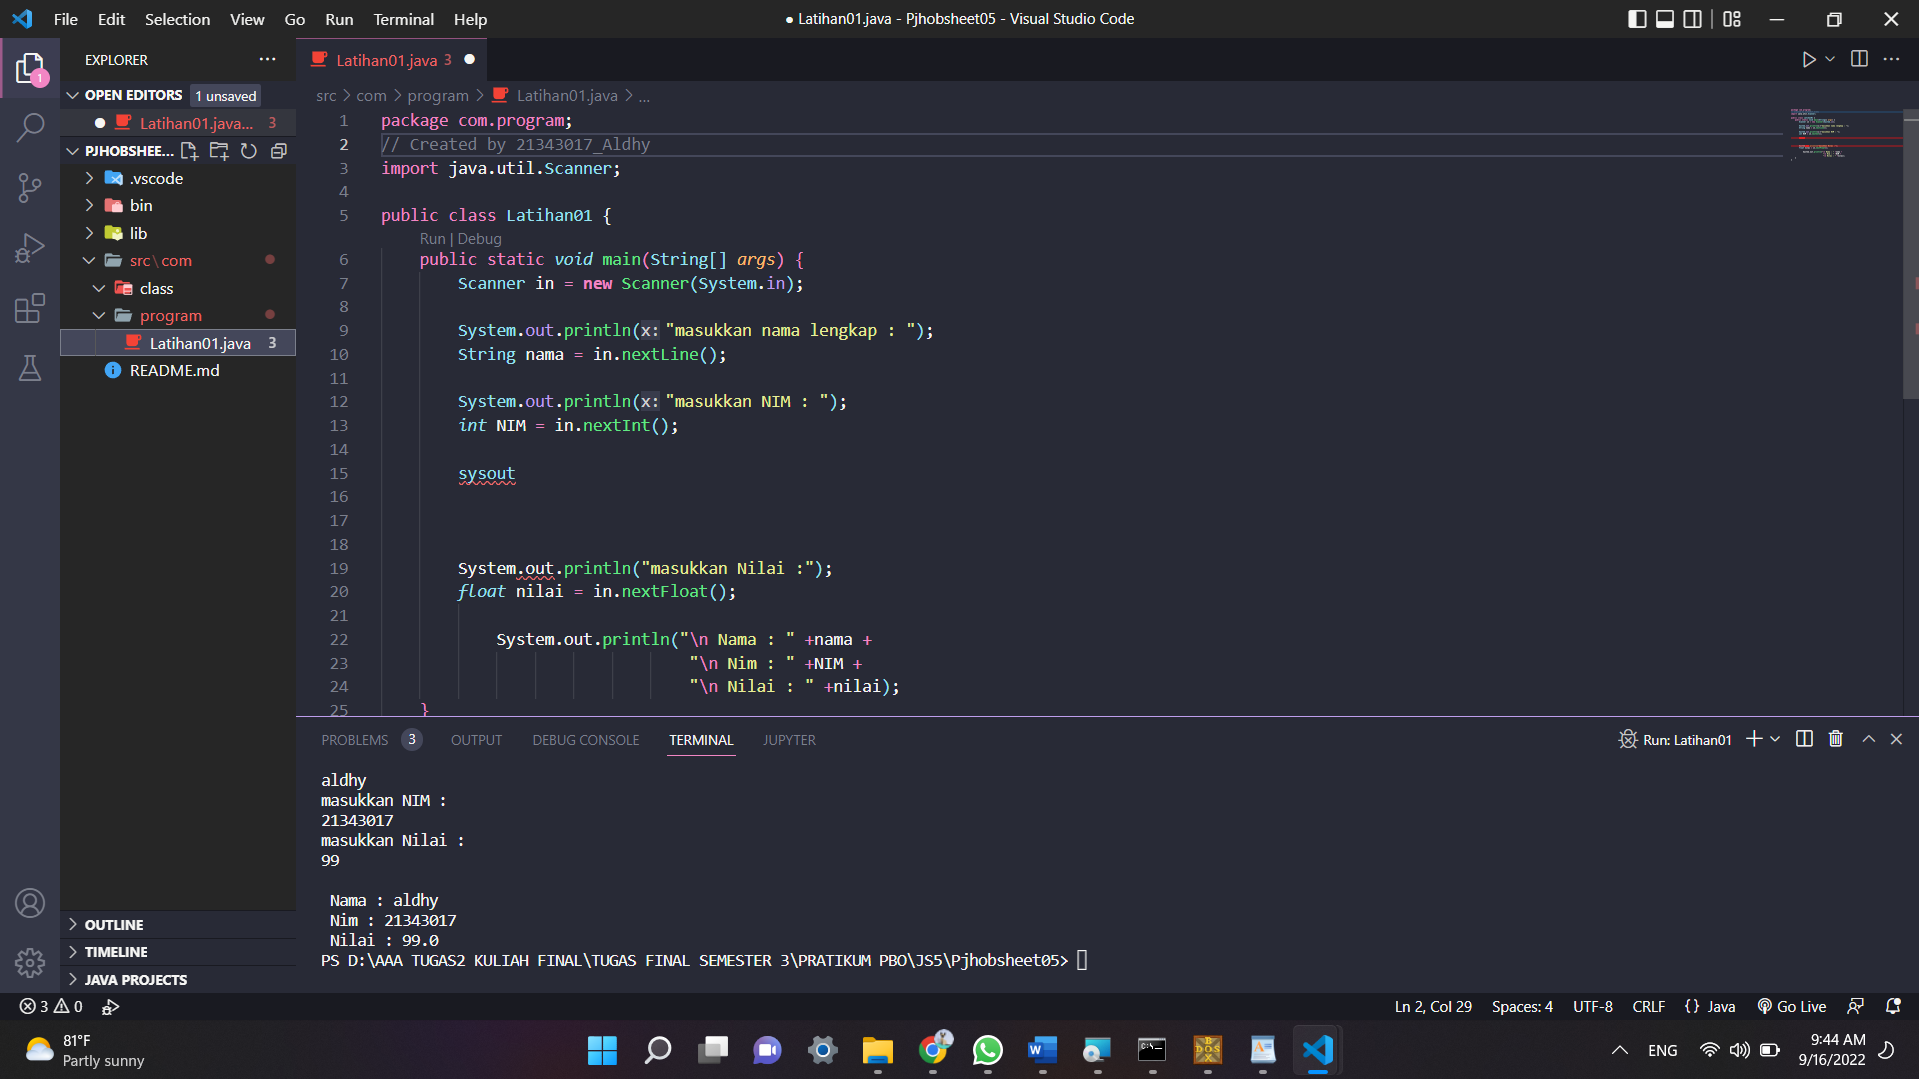 File Edit Selection View Go Run Terminal Help
● Latihan01.java - Pjhobsheet05 - Visual Studio Code
EXPLORER
OPEN EDITORS 1 unsaved
Latihan01.java... 3
PJHOBSHEE...
.vscode
bin
lib
src\com
class
program
Latihan01.java 3
README.md
OUTLINE
TIMELINE
JAVA PROJECTS
1
Latihan01.java 3
src > com > program > Latihan01.java > ...
1 package com.program;
2 // Created by 21343017_Aldhy
3 import java.util.Scanner;
4
5 public class Latihan01 {
Run | Debug
6 public static void main(String[] args) {
7 Scanner in = new Scanner(System.in);
8
9 System.out.println(x: "masukkan nama lengkap : ");
10 String nama = in.nextLine();
11
12 System.out.println(x: "masukkan NIM : ");
13 int NIM = in.nextInt();
14
15 sysout
16
17
18
19 System.out.println("masukkan Nilai :");
20 float nilai = in.nextFloat();
21
22 System.out.println("\n Nama : " +nama +
23 "\n Nim : " +NIM +
24 "\n Nilai : " +nilai);
25 }
PROBLEMS 3 OUTPUT DEBUG CONSOLE TERMINAL JUPYTER
Run: Latihan01
aldhy
masukkan NIM :
21343017
masukkan Nilai :
99
Nama : aldhy
Nim : 21343017
Nilai : 99.0
PS D:\AAA TUGAS2 KULIAH FINAL\TUGAS FINAL SEMESTER 3\PRATIKUM PBO\JS5\Pjhobsheet05>
3 0
Ln 2, Col 29 Spaces: 4 UTF-8 CRLF {} Java Go Live
81°F
Partly sunny
ENG
9:44 AM
9/16/2022